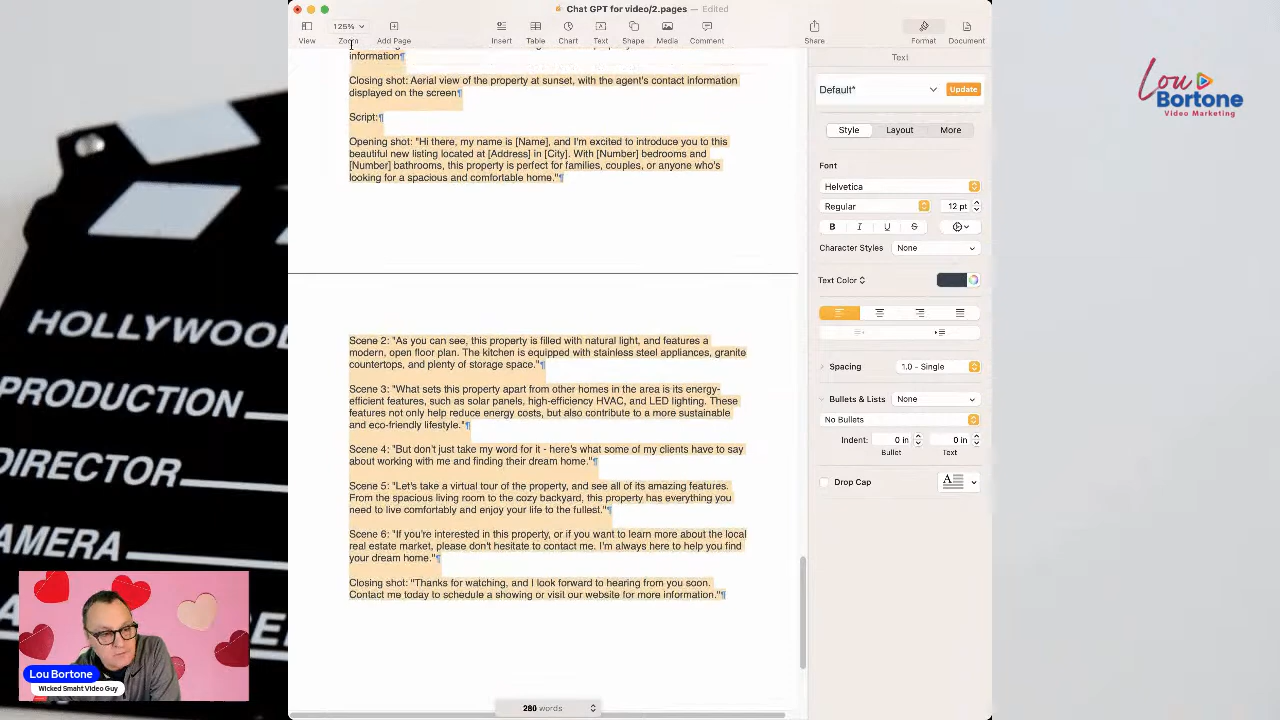 Chat GPT for video/2.pages — Edited
125%
View
Zoom
Add Page
Insert
Table
Chart
Text
Shape
Media
Comment
Share
Format
Document
information¶
Closing shot: Aerial view of the property at sunset, with the agent's contact information
displayed on the screen¶
Script:¶
Opening shot: "Hi there, my name is [Name], and I'm excited to introduce you to this
beautiful new listing located at [Address] in [City]. With [Number] bedrooms and
[Number] bathrooms, this property is perfect for families, couples, or anyone who's
looking for a spacious and comfortable home."¶
Scene 2: "As you can see, this property is filled with natural light, and features a
modern, open floor plan. The kitchen is equipped with stainless steel appliances, granite
countertops, and plenty of storage space."¶
Scene 3: "What sets this property apart from other homes in the area is its energy-
efficient features, such as solar panels, high-efficiency HVAC, and LED lighting. These
features not only help reduce energy costs, but also contribute to a more sustainable
and eco-friendly lifestyle."¶
Scene 4: "But don't just take my word for it - here's what some of my clients have to say
about working with me and finding their dream home."¶
Scene 5: "Let's take a virtual tour of the property, and see all of its amazing features.
From the spacious living room to the cozy backyard, this property has everything you
need to live comfortably and enjoy your life to the fullest."¶
Scene 6: "If you're interested in this property, or if you want to learn more about the local
real estate market, please don't hesitate to contact me. I'm always here to help you find
your dream home."¶
Closing shot: "Thanks for watching, and I look forward to hearing from you soon.
Contact me today to schedule a showing or visit our website for more information."¶
280 words
Text
Default*
Update
Style
Layout
More
Font
Helvetica
Regular
12 pt
B I U S
Character Styles
None
Text Color
Spacing
1.0 - Single
Bullets & Lists
None
No Bullets
Indent:
0 in
0 in
Bullet
Text
Drop Cap
Lou
Bortone
Video Marketing
HOLLYWOOD
PRODUCTION
DIRECTOR
AMERA
Lou Bortone
Wicked Smaht Video Guy